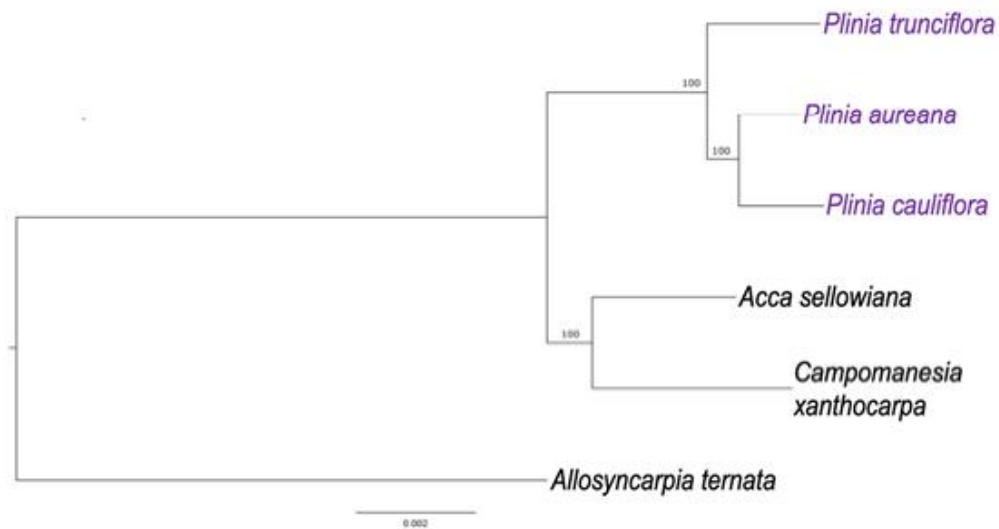 Plinia trunciflora
100
Plinia aureana
100
Plinia cauliflora
Acca sellowiana
100
Campomanesia
xanthocarpa
Allosyncarpia ternata
0.002